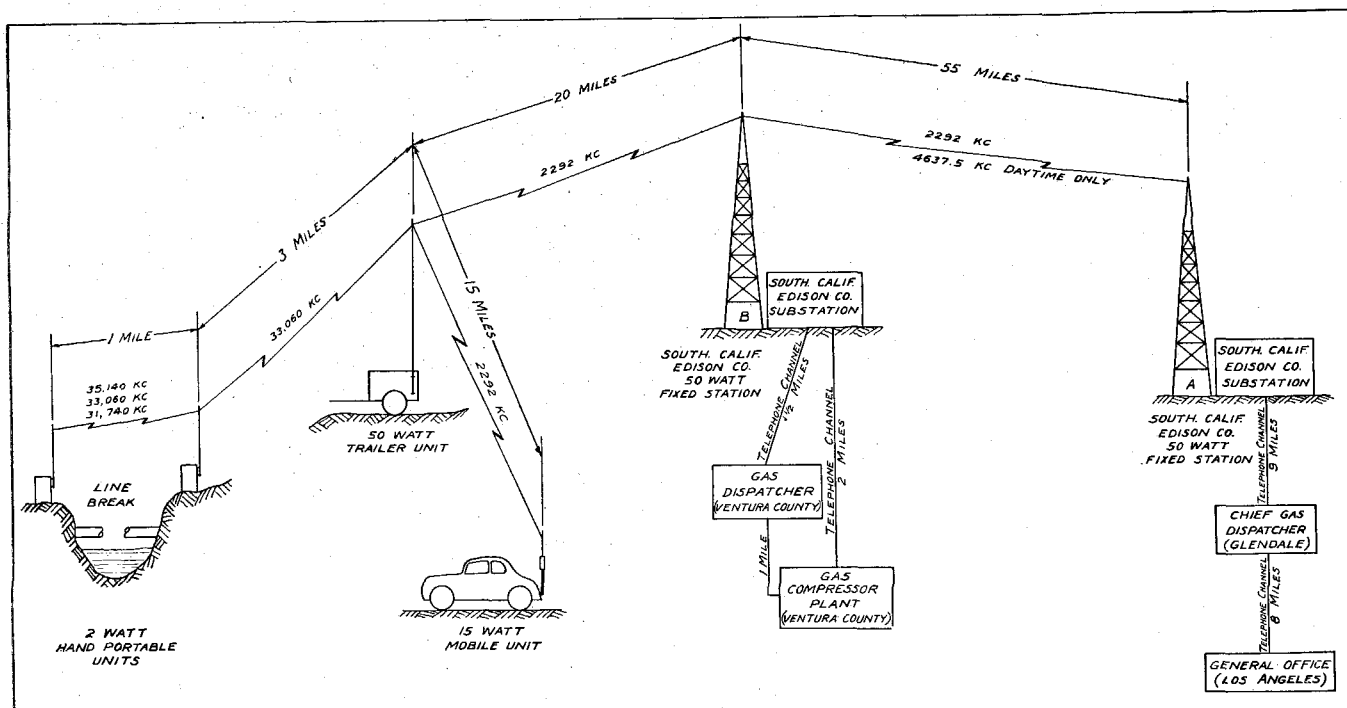 55 MILES
20 MILES
2292 KC
4637.5 KC DAYTIME ONLY
2292 KC
3 MILES
15 MILES
33.060 KC
2292 KC
1 MILE
35,140 KC
33,060 KC
31,740 KC
LINE
BREAK
2 WATT
HAND PORTABLE
UNITS
50 WATT
TRAILER UNIT
15 WATT
MOBILE UNIT
B
SOUTH. CALIF.
EDISON CO.
SUBSTATION
SOUTH. CALIF.
EDISON CO.
50 WATT
FIXED STATION
TELEPHONE CHANNEL
1/2 MILES
TELEPHONE CHANNEL
2 MILES
GAS
DISPATCHER
(VENTURA COUNTY)
1 MILE
GAS
COMPRESSOR
PLANT
(VENTURA COUNTY)
A
SOUTH. CALIF.
EDISON CO.
SUBSTATION
SOUTH. CALIF.
EDISON CO.
50 WATT
FIXED STATION
TELEPHONE CHANNEL
9 MILES
CHIEF GAS
DISPATCHER
(GLENDALE)
TELEPHONE CHANNEL
8 MILES
GENERAL OFFICE
(LOS ANGELES)